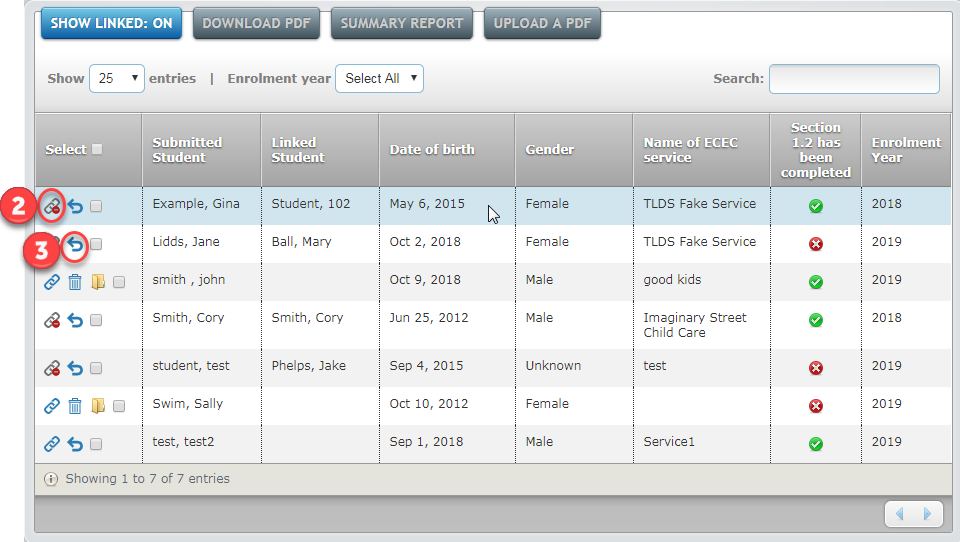 SHOW LINKED: ON DOWNLOAD PDF SUMMARY REPORT UPLOAD A PDF
Show 25 entries | Enrolment year Select All Search:
Select Submitted Student Linked Student Date of birth Gender Name of ECEC service Section 1.2 has been completed Enrolment Year
2 Example, Gina Student, 102 May 6, 2015 Female TLDS Fake Service 2018
3 Lidds, Jane Ball, Mary Oct 2, 2018 Female TLDS Fake Service 2019
smith , john Oct 9, 2018 Male good kids 2019
Smith, Cory Smith, Cory Jun 25, 2012 Male Imaginary Street Child Care 2018
student, test Phelps, Jake Sep 4, 2015 Unknown test 2019
Swim, Sally Oct 10, 2012 Female 2019
test, test2 Sep 1, 2018 Male Service1 2019
Showing 1 to 7 of 7 entries